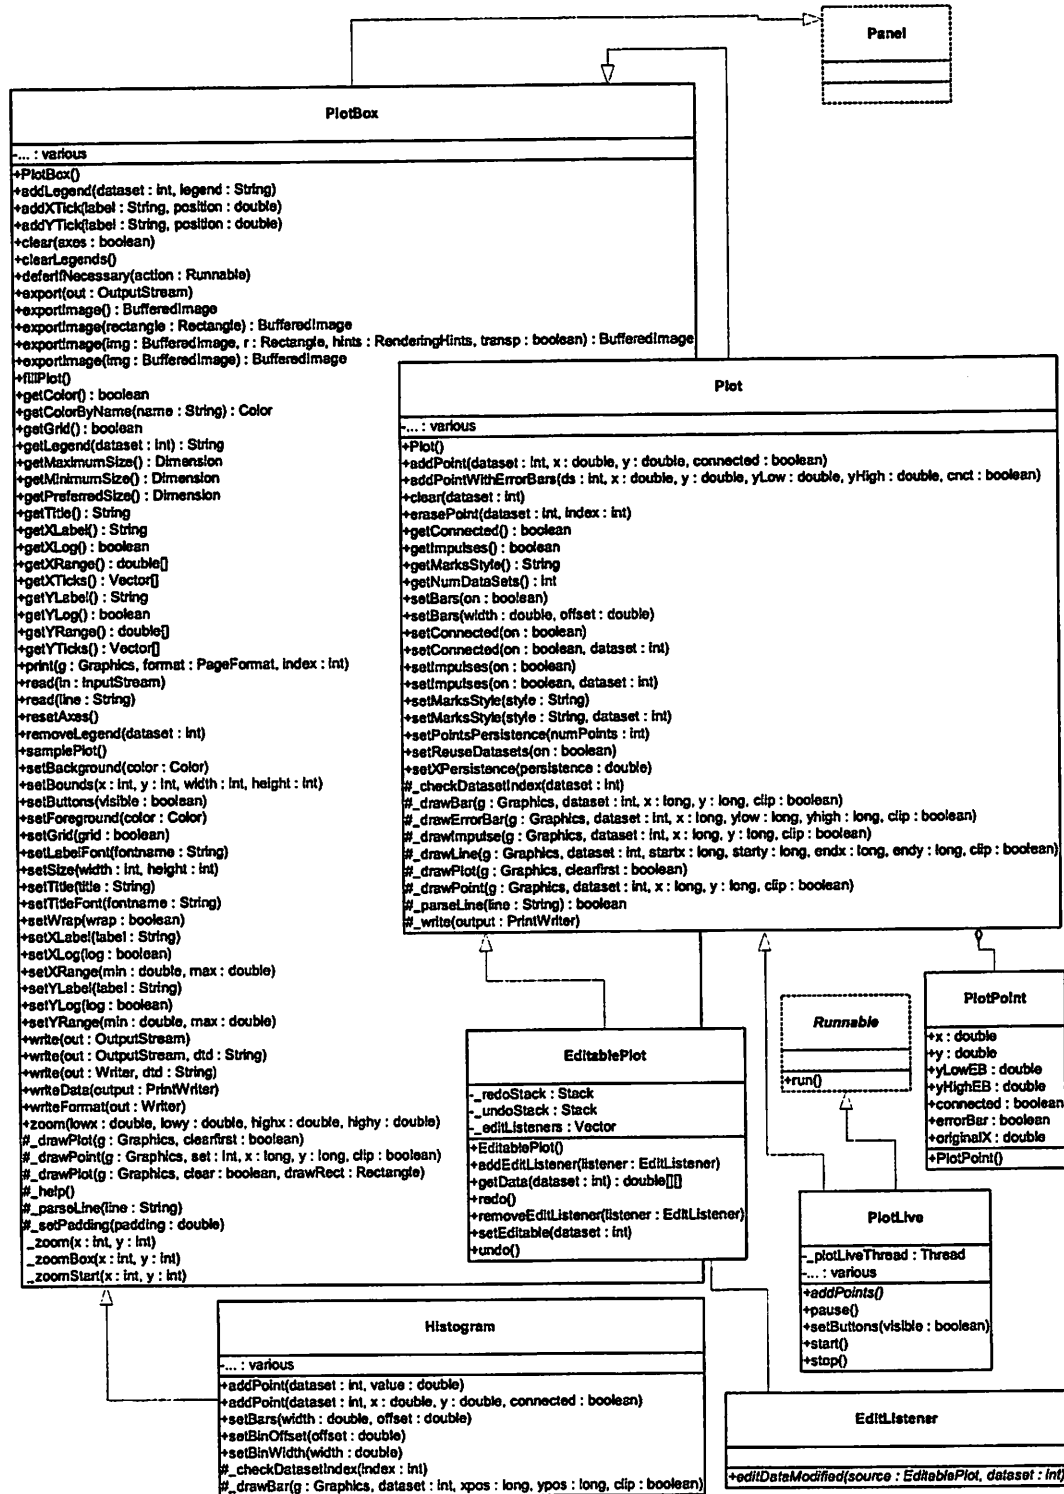 Panel
PlotBox
-... : various
+PlotBox()
+addLegend(dataset : int, legend : String)
+addXTick(label : String, position : double)
+addYTick(label : String, position : double)
+clear(axes : boolean)
+clearLegends()
+deferIfNecessary(action : Runnable)
+export(out : OutputStream)
+exportImage() : BufferedImage
+exportImage(rectangle : Rectangle) : BufferedImage
+exportImage(img : BufferedImage, r : Rectangle, hints : RenderingHints, transp : boolean) : BufferedImage
+exportImage(img : BufferedImage) : BufferedImage
+fillPlot()
+getColor() : boolean
+getColorByName(name : String) : Color
+getGrid() : boolean
+getLegend(dataset : int) : String
+getMaximumSize() : Dimension
+getMinimumSize() : Dimension
+getPreferredSize() : Dimension
+getTitle() : String
+getXLabel() : String
+getXLog() : boolean
+getXRange() : double[]
+getXTicks() : Vector[]
+getYLabel() : String
+getYLog() : boolean
+getYRange() : double[]
+getYTicks() : Vector[]
+print(g : Graphics, format : PageFormat, index : int)
+read(in : InputStream)
+read(line : String)
+resetAxes()
+removeLegend(dataset : int)
+samplePlot()
+setBackground(color : Color)
+setBounds(x : int, y : int, width : int, height : int)
+setButtons(visible : boolean)
+setForeground(color : Color)
+setGrid(grid : boolean)
+setLabelFont(fontname : String)
+setSize(width : int, height : int)
+setTitle(title : String)
+setTitleFont(fontname : String)
+setWrap(wrap : boolean)
+setXLabel(label : String)
+setXLog(log : boolean)
+setXRange(min : double, max : double)
+setYLabel(label : String)
+setYLog(log : boolean)
+setYRange(min : double, max : double)
+write(out : OutputStream)
+write(out : OutputStream, dtd : String)
+write(out : Writer, dtd : String)
+writeData(output : PrintWriter)
+writeFormat(out : Writer)
+zoom(lowx : double, lowy : double, highx : double, highy : double)
#_drawPlot(g : Graphics, clearfirst : boolean)
#_drawPoint(g : Graphics, set : int, x : long, y : long, clip : boolean)
#_drawPlot(g : Graphics, clear : boolean, drawRect : Rectangle)
#_help()
#_parseLine(line : String)
#_setPadding(padding : double)
_zoom(x : int, y : int)
_zoomBox(x : int, y : int)
_zoomStart(x : int, y : int)
Plot
-... : various
+Plot()
+addPoint(dataset : int, x : double, y : double, connected : boolean)
+addPointWithErrorBars(ds : int, x : double, y : double, yLow : double, yHigh : double, cnct : boolean)
+clear(dataset : int)
+erasePoint(dataset : int, index : int)
+getConnected() : boolean
+getImpulses() : boolean
+getMarksStyle() : String
+getNumDataSets() : int
+setBars(on : boolean)
+setBars(width : double, offset : double)
+setConnected(on : boolean)
+setConnected(on : boolean, dataset : int)
+setImpulses(on : boolean)
+setImpulses(on : boolean, dataset : int)
+setMarksStyle(style : String)
+setMarksStyle(style : String, dataset : int)
+setPointsPersistence(numPoints : int)
+setReuseDatasets(on : boolean)
+setXPersistence(persistence : double)
#_checkDatasetIndex(dataset : int)
#_drawBar(g : Graphics, dataset : int, x : long, y : long, clip : boolean)
#_drawErrorBar(g : Graphics, dataset : int, x : long, ylow : long, yhigh : long, clip : boolean)
#_drawImpulse(g : Graphics, dataset : int, x : long, y : long, clip : boolean)
#_drawLine(g : Graphics, dataset : int, startx : long, starty : long, endx : long, endy : long, clip : boolean)
#_drawPlot(g : Graphics, clearfirst : boolean)
#_drawPoint(g : Graphics, dataset : int, x : long, y : long, clip : boolean)
#_parseLine(line : String) : boolean
#_write(output : PrintWriter)
EditablePlot
-_redoStack : Stack
-_undoStack : Stack
-_editListeners : Vector
+EditablePlot()
+addEditListener(listener : EditListener)
+getData(dataset : int) : double[][]
+redo()
+removeEditListener(listener : EditListener)
+setEditable(dataset : int)
+undo()
Runnable
+run()
PlotPoint
+x : double
+y : double
+yLowEB : double
+yHighEB : double
+connected : boolean
+errorBar : boolean
+originalX : double
+PlotPoint()
PlotLive
-_plotLiveThread : Thread
-... : various
+addPoints()
+pause()
+setButtons(visible : boolean)
+start()
+stop()
Histogram
-... : various
+addPoint(dataset : int, value : double)
+addPoint(dataset : int, x : double, y : double, connected : boolean)
+setBars(width : double, offset : double)
+setBinOffset(offset : double)
+setBinWidth(width : double)
#_checkDatasetIndex(index : int)
#_drawBar(g : Graphics, dataset : int, xpos : long, ypos : long, clip : boolean)
EditListener
+editDataModified(source : EditablePlot, dataset : int)